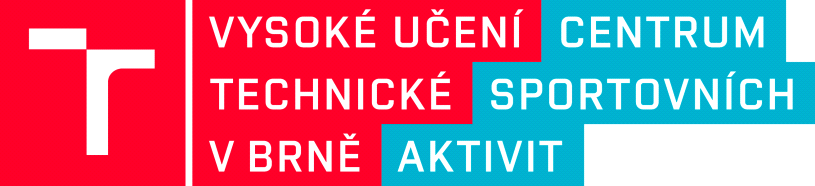 VYSOKÉ UČENÍ CENTRUM
TECHNICKÉ SPORTOVNÍCH
V BRNĚ AKTIVIT